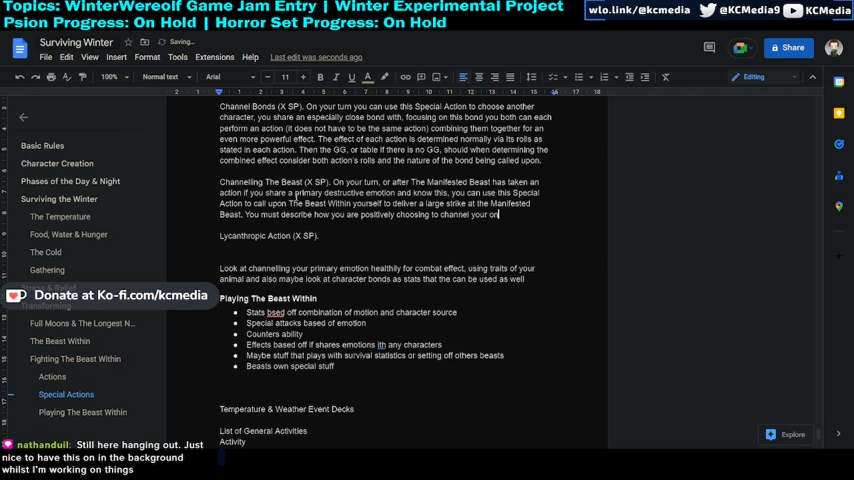 Topics: WinterWereolf Game Jam Entry | Winter Experimental Project
Psion Progress: On Hold | Horror Set Progress: On Hold
wlo.link/@kcmedia
KCMedia9
KCMedia
Surviving Winter
Saving...
File Edit View Insert Format Tools Extensions Help Last edit was seconds ago
Share
100% Normal text Arial 11 Editing
Basic Rules
Character Creation
Phases of the Day & Night
Surviving the Winter
The Temperature
Food, Water & Hunger
The Cold
Gathering
Full Moons & The Longest N...
The Beast Within
Fighting The Beast Within
Actions
Special Actions
Playing The Beast Within
Donate at Ko-fi.com/kcmedia
nathanduil: Still here hanging out. Just
nice to have this on in the background
whilst I'm working on things
Channel Bonds (X SP). On your turn you can use this Special Action to choose another
character, you share an especially close bond with, focusing on this bond you both can each
perform an action (it does not have to be the same action) combining them together for an
even more powerful effect. The effect of each action is determined normally via its rolls as
stated in each action. Then the GG, or table if there is no GG, should when determining the
combined effect consider both action's rolls and the nature of the bond being called upon.
Channelling The Beast (X SP). On your turn, or after The Manifested Beast has taken an
action if you share a primary destructive emotion and know this, you can use this Special
Action to call upon The Beast Within yourself to deliver a large strike at the Manifested
Beast. You must describe how you are positively choosing to channel your on
Lycanthropic Action (X SP).
Look at channelling your primary emotion healthily for combat effect, using traits of your
animal and also maybe look at character bonds as stats that the can be used as well
Playing The Beast Within
Stats bsed off combination of motion and character source
Special attacks based of emotion
Counters ability
Effects based off if shares emotions ith any characters
Maybe stuff that plays with survival statistics or setting off others beasts
Beasts own special stuff
Temperature & Weather Event Decks
List of General Activities
Activity
Explore